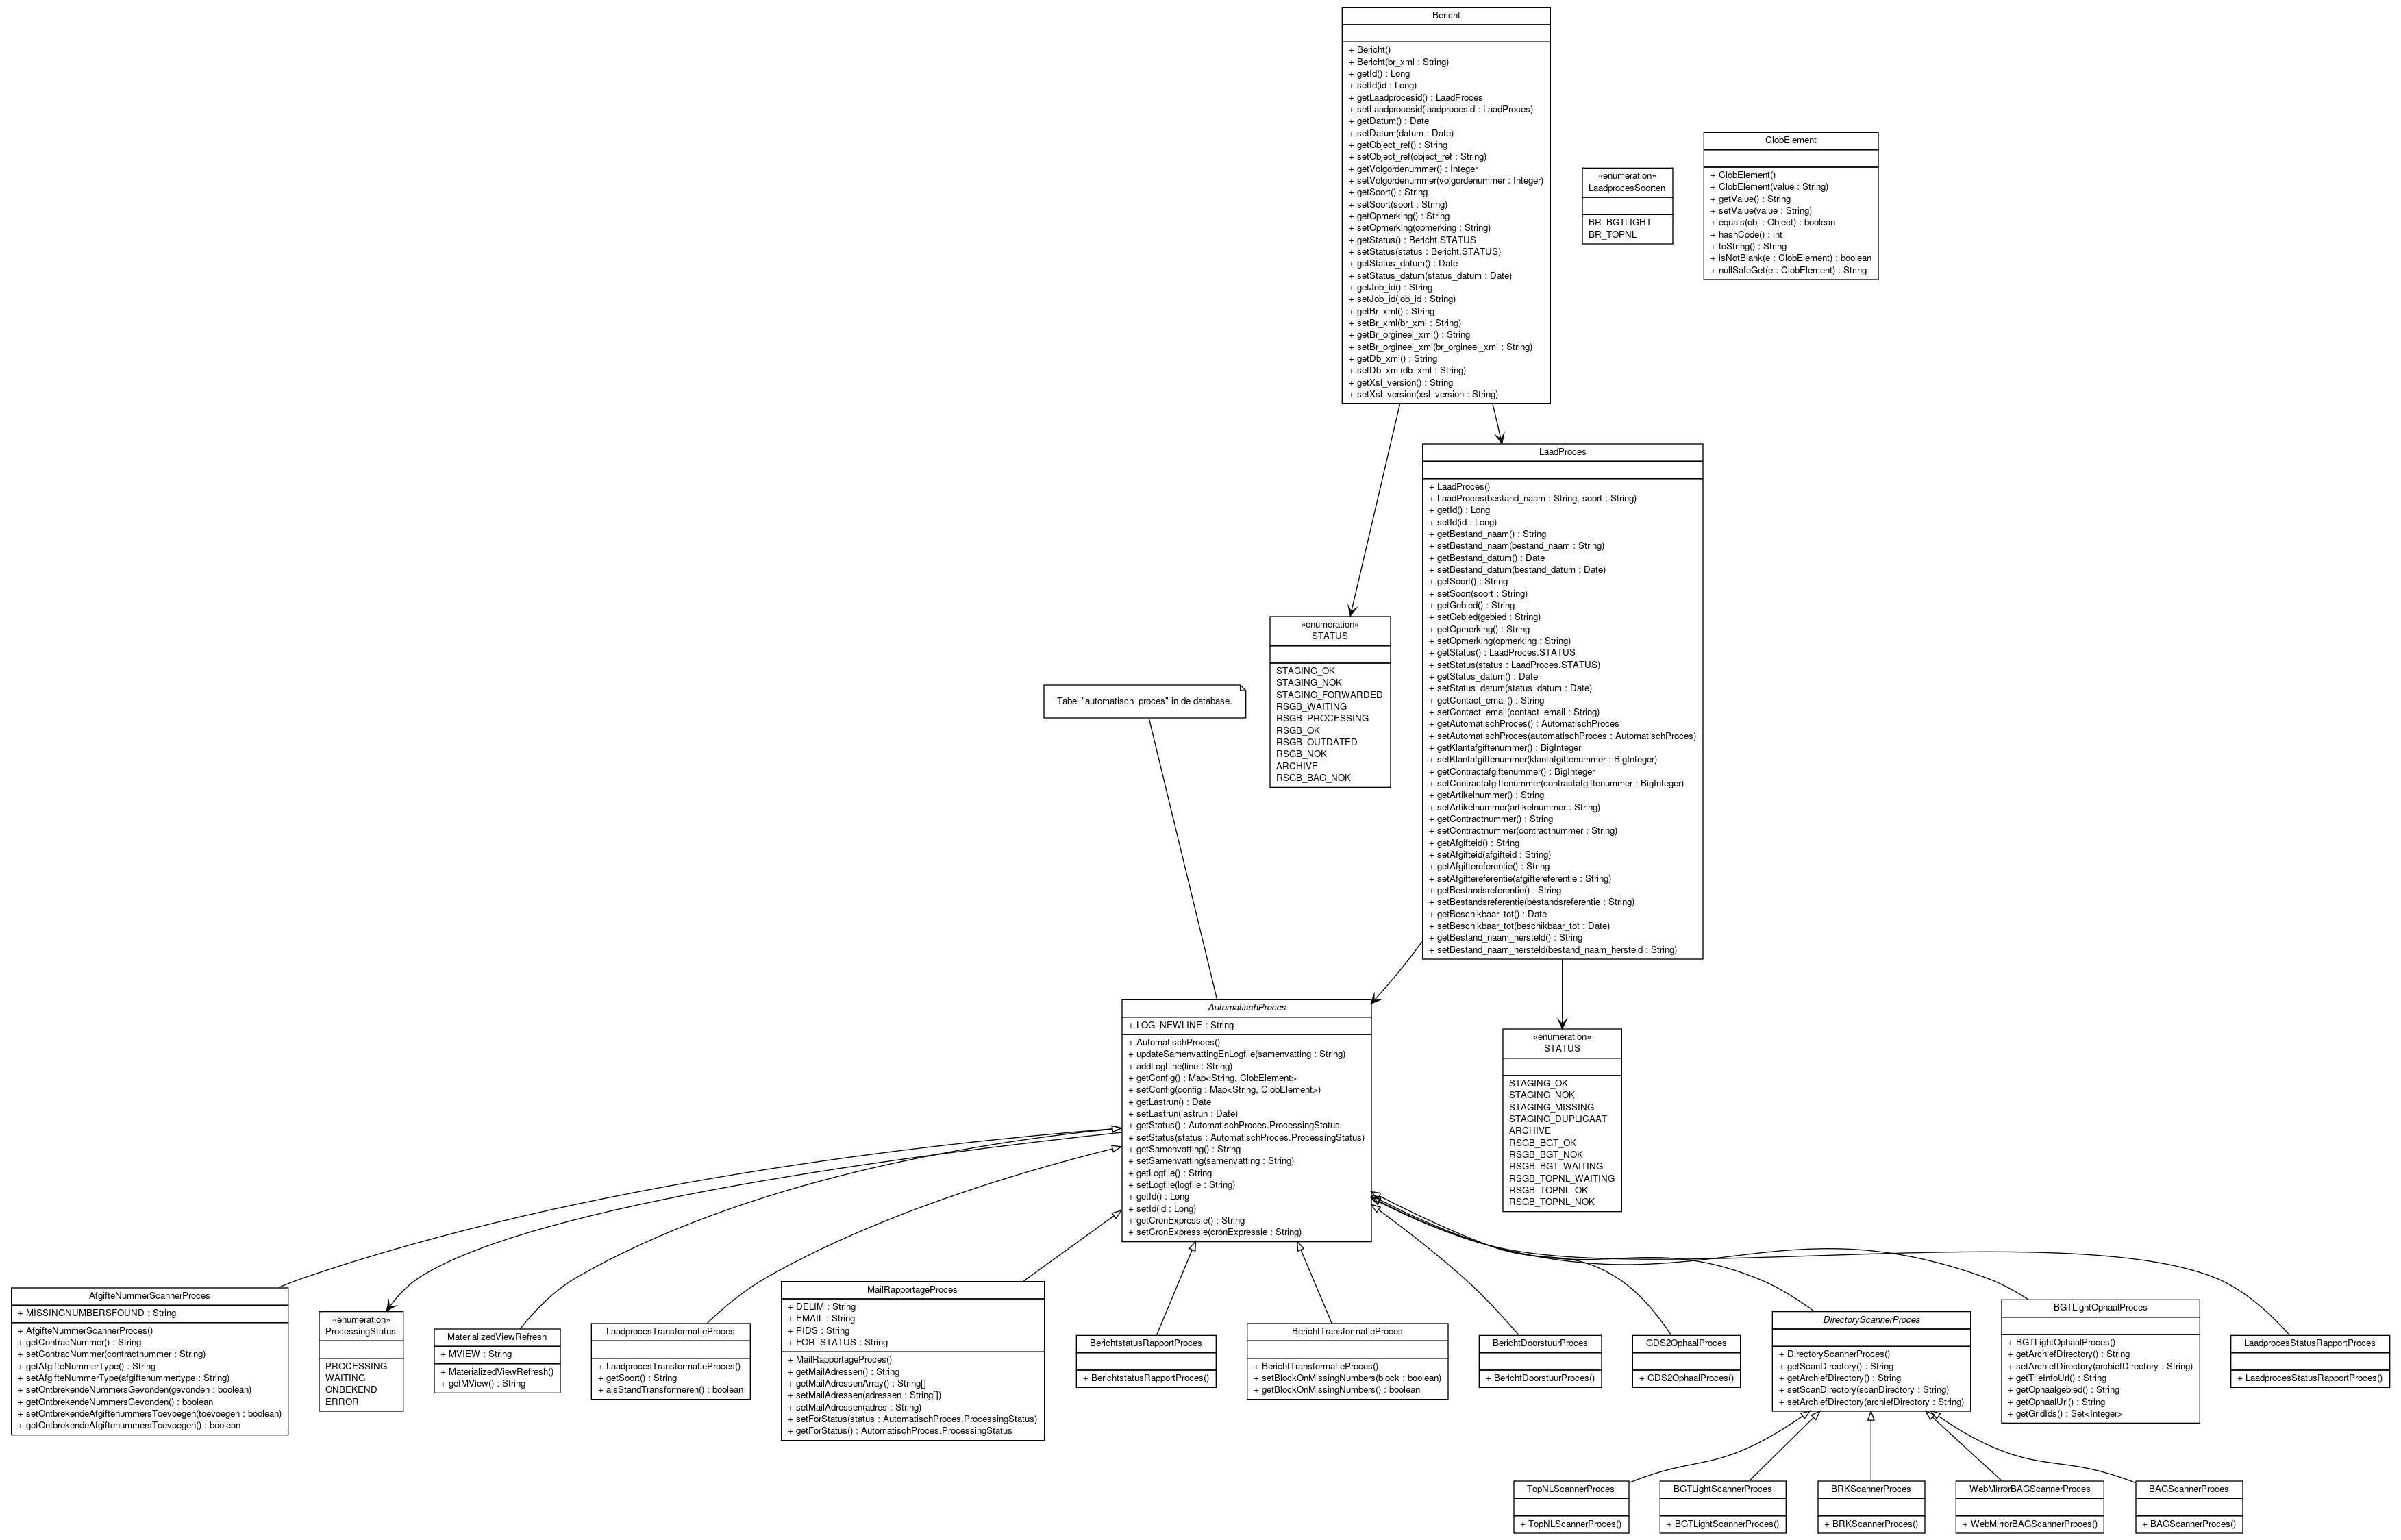 Bericht
+ Bericht()
+ Bericht(br_xml : String)
+ getId() : Long
+ setId(id : Long)
+ getLaadprocesid() : LaadProces
+ setLaadprocesid(laadprocesid : LaadProces)
+ getDatum() : Date
+ setDatum(datum : Date)
+ getObject_ref() : String
+ setObject_ref(object_ref : String)
+ getVolgordenummer() : Integer
+ setVolgordenummer(volgordenummer : Integer)
+ getSoort() : String
+ setSoort(soort : String)
+ getOpmerking() : String
+ setOpmerking(opmerking : String)
+ getStatus() : Bericht.STATUS
+ setStatus(status : Bericht.STATUS)
+ getStatus_datum() : Date
+ setStatus_datum(status_datum : Date)
+ getJob_id() : String
+ setJob_id(job_id : String)
+ getBr_xml() : String
+ setBr_xml(br_xml : String)
+ getBr_orgineel_xml() : String
+ setBr_orgineel_xml(br_orgineel_xml : String)
+ getDb_xml() : String
+ setDb_xml(db_xml : String)
+ getXsl_version() : String
+ setXsl_version(xsl_version : String)
«enumeration»
LaadprocesSoorten
BR_BGTLIGHT
BR_TOPNL
ClobElement
+ ClobElement()
+ ClobElement(value : String)
+ getValue() : String
+ setValue(value : String)
+ equals(obj : Object) : boolean
+ hashCode() : int
+ toString() : String
+ isNotBlank(e : ClobElement) : boolean
+ nullSafeGet(e : ClobElement) : String
LaadProces
+ LaadProces()
+ LaadProces(bestand_naam : String, soort : String)
+ getId() : Long
+ setId(id : Long)
+ getBestand_naam() : String
+ setBestand_naam(bestand_naam : String)
+ getBestand_datum() : Date
+ setBestand_datum(bestand_datum : Date)
+ getSoort() : String
+ setSoort(soort : String)
+ getGebied() : String
+ setGebied(gebied : String)
+ getOpmerking() : String
+ setOpmerking(opmerking : String)
+ getStatus() : LaadProces.STATUS
+ setStatus(status : LaadProces.STATUS)
+ getStatus_datum() : Date
+ setStatus_datum(status_datum : Date)
+ getContact_email() : String
+ setContact_email(contact_email : String)
+ getAutomatischProces() : AutomatischProces
+ setAutomatischProces(automatischProces : AutomatischProces)
+ getKlantafgiftenummer() : BigInteger
+ setKlantafgiftenummer(klantafgiftenummer : BigInteger)
+ getContractafgiftenummer() : BigInteger
+ setContractafgiftenummer(contractafgiftenummer : BigInteger)
+ getArtikelnummer() : String
+ setArtikelnummer(artikelnummer : String)
+ getContractnummer() : String
+ setContractnummer(contractnummer : String)
+ getAfgifteid() : String
+ setAfgifteid(afgifteid : String)
+ getAfgiftereferentie() : String
+ setAfgiftereferentie(afgiftereferentie : String)
+ getBestandsreferentie() : String
+ setBestandsreferentie(bestandsreferentie : String)
+ getBeschikbaar_tot() : Date
+ setBeschikbaar_tot(beschikbaar_tot : Date)
+ getBestand_naam_hersteld() : String
+ setBestand_naam_hersteld(bestand_naam_hersteld : String)
«enumeration»
STATUS
STAGING_OK
STAGING_NOK
STAGING_FORWARDED
RSGB_WAITING
RSGB_PROCESSING
RSGB_OK
RSGB_OUTDATED
RSGB_NOK
ARCHIVE
RSGB_BAG_NOK
Tabel "automatisch_proces" in de database.
AutomatischProces
+ LOG_NEWLINE : String
+ AutomatischProces()
+ updateSamenvattingEnLogfile(samenvatting : String)
+ addLogLine(line : String)
+ getConfig() : Map<String, ClobElement>
+ setConfig(config : Map<String, ClobElement>)
+ getLastrun() : Date
+ setLastrun(lastrun : Date)
+ getStatus() : AutomatischProces.ProcessingStatus
+ setStatus(status : AutomatischProces.ProcessingStatus)
+ getSamenvatting() : String
+ setSamenvatting(samenvatting : String)
+ getLogfile() : String
+ setLogfile(logfile : String)
+ getId() : Long
+ setId(id : Long)
+ getCronExpressie() : String
+ setCronExpressie(cronExpressie : String)
«enumeration»
STATUS
STAGING_OK
STAGING_NOK
STAGING_MISSING
STAGING_DUPLICAAT
ARCHIVE
RSGB_BGT_OK
RSGB_BGT_NOK
RSGB_BGT_WAITING
RSGB_TOPNL_WAITING
RSGB_TOPNL_OK
RSGB_TOPNL_NOK
AfgifteNummerScannerProces
+ MISSINGNUMBERSFOUND : String
+ AfgifteNummerScannerProces()
+ getContracNummer() : String
+ setContracNummer(contractnummer : String)
+ getAfgifteNummerType() : String
+ setAfgifteNummerType(afgiftenummertype : String)
+ setOntbrekendeNummersGevonden(gevonden : boolean)
+ getOntbrekendeNummersGevonden() : boolean
+ setOntbrekendeAfgiftenummersToevoegen(toevoegen : boolean)
+ getOntbrekendeAfgiftenummersToevoegen() : boolean
«enumeration»
ProcessingStatus
PROCESSING
WAITING
ONBEKEND
ERROR
MaterializedViewRefresh
+ MVIEW : String
+ MaterializedViewRefresh()
+ getMView() : String
LaadprocesTransformatieProces
+ LaadprocesTransformatieProces()
+ getSoort() : String
+ alsStandTransformeren() : boolean
MailRapportageProces
+ DELIM : String
+ EMAIL : String
+ PIDS : String
+ FOR_STATUS : String
+ MailRapportageProces()
+ getMailAdressen() : String
+ getMailAdressenArray() : String[]
+ setMailAdressen(adressen : String[])
+ setMailAdressen(adres : String)
+ setForStatus(status : AutomatischProces.ProcessingStatus)
+ getForStatus() : AutomatischProces.ProcessingStatus
BerichtstatusRapportProces
+ BerichtstatusRapportProces()
BerichtTransformatieProces
+ BerichtTransformatieProces()
+ setBlockOnMissingNumbers(block : boolean)
+ getBlockOnMissingNumbers() : boolean
BerichtDoorstuurProces
+ BerichtDoorstuurProces()
GDS2OphaalProces
+ GDS2OphaalProces()
DirectoryScannerProces
+ DirectoryScannerProces()
+ getScanDirectory() : String
+ getArchiefDirectory() : String
+ setScanDirectory(scanDirectory : String)
+ setArchiefDirectory(archiefDirectory : String)
BGTLightOphaalProces
+ BGTLightOphaalProces()
+ getArchiefDirectory() : String
+ setArchiefDirectory(archiefDirectory : String)
+ getTileInfoUrl() : String
+ getOphaalgebied() : String
+ getOphaalUrl() : String
+ getGridIds() : Set<Integer>
LaadprocesStatusRapportProces
+ LaadprocesStatusRapportProces()
TopNLScannerProces
+ TopNLScannerProces()
BGTLightScannerProces
+ BGTLightScannerProces()
BRKScannerProces
+ BRKScannerProces()
WebMirrorBAGScannerProces
+ WebMirrorBAGScannerProces()
BAGScannerProces
+ BAGScannerProces()